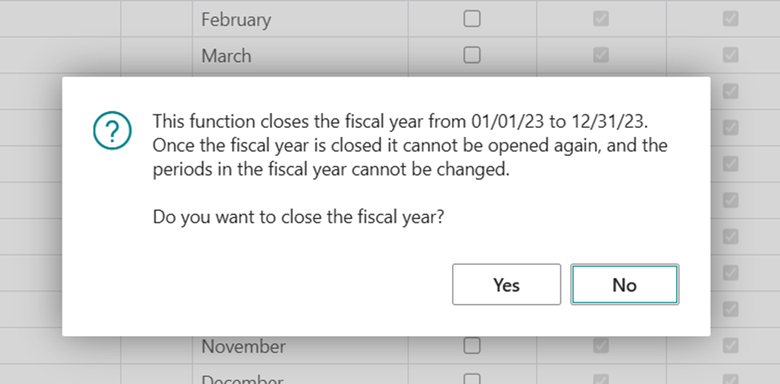 February
March
This function closes the fiscal year from 01/01/23 to 12/31/23.
Once the fiscal year is closed it cannot be opened again, and the
periods in the fiscal year cannot be changed.
Do you want to close the fiscal year?
Yes
No
November
December